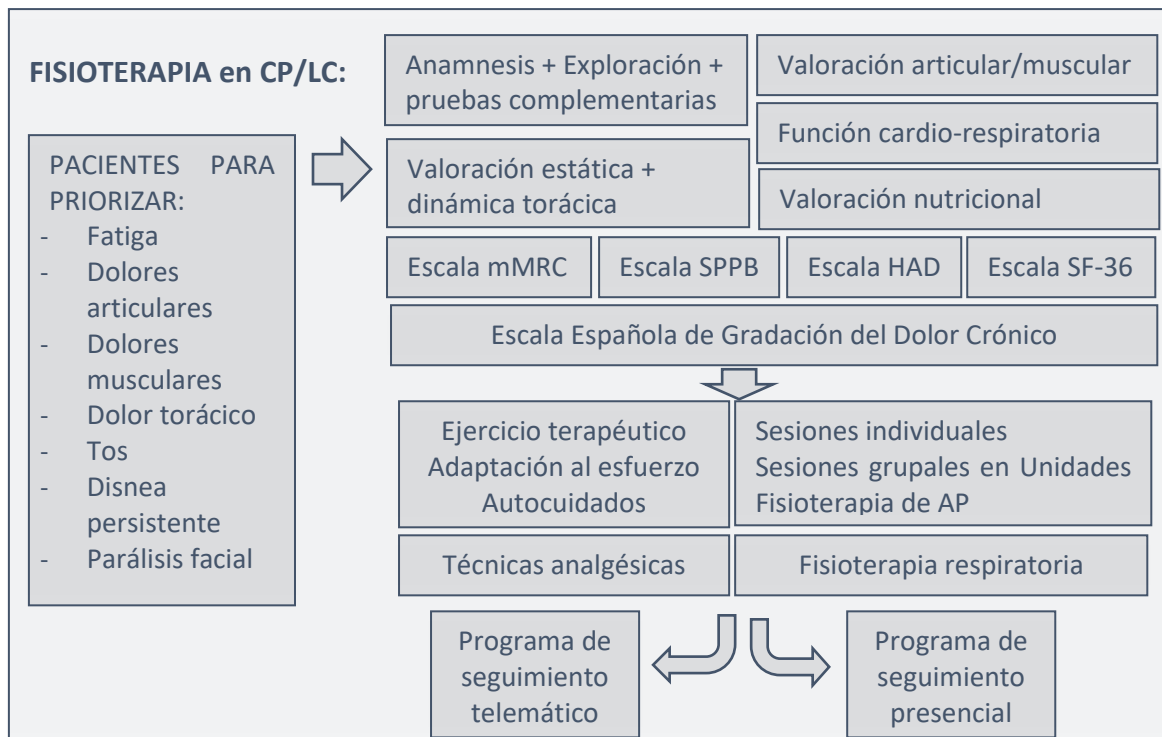 FISIOTERAPIA en CP/LC:
PACIENTES PARA
PRIORIZAR:
- Fatiga
- Dolores
articulares
- Dolores
musculares
- Dolor torácico
- Tos
- Disnea
persistente
- Parálisis facial
Anamnesis + Exploración +
pruebas complementarias
Valoración articular/muscular
Función cardio-respiratoria
Valoración estática +
dinámica torácica
Valoración nutricional
Escala mMRC
Escala SPPB
Escala HAD
Escala SF-36
Escala Española de Gradación del Dolor Crónico
Ejercicio terapéutico
Adaptación al esfuerzo
Autocuidados
Sesiones individuales
Sesiones grupales en Unidades
Fisioterapia de AP
Técnicas analgésicas
Fisioterapia respiratoria
Programa de
seguimiento
telemático
Programa de
seguimiento
presencial